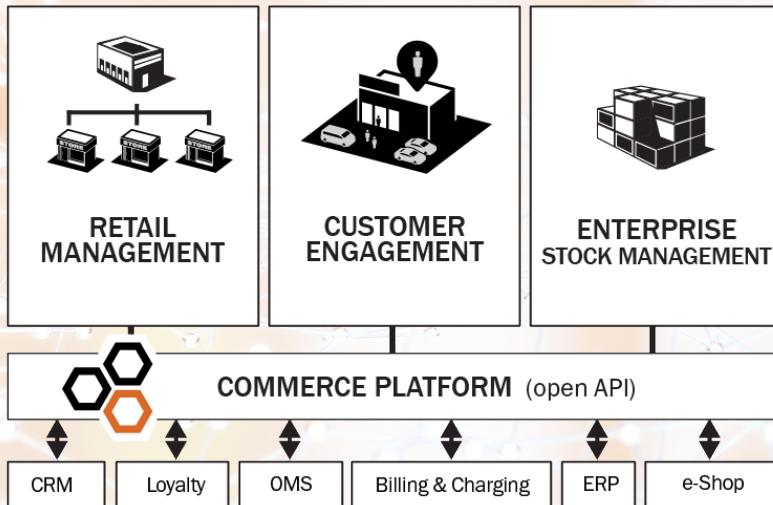 STORE STORE STORE
RETAIL
MANAGEMENT
CUSTOMER
ENGAGEMENT
ENTERPRISE
STOCK MANAGEMENT
COMMERCE PLATFORM (open API)
CRM
Loyalty
OMS
Billing & Charging
ERP
e-Shop